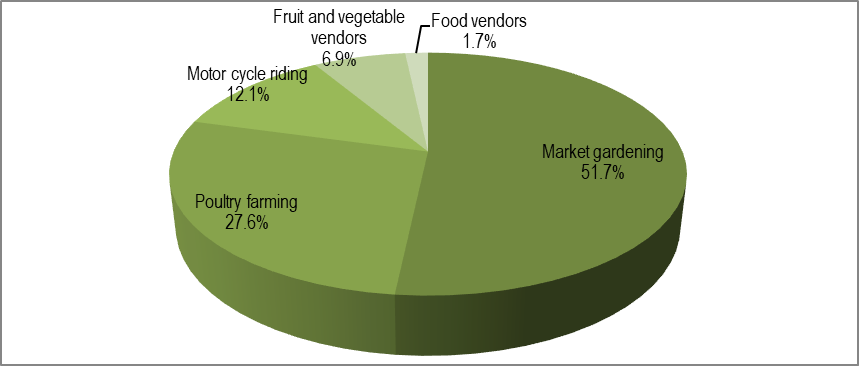 Fruit and vegetable
vendors
6.9%
Food vendors
1.7%
Motor cycle riding
12.1%
Market gardening
51.7%
Poultry farming
27.6%